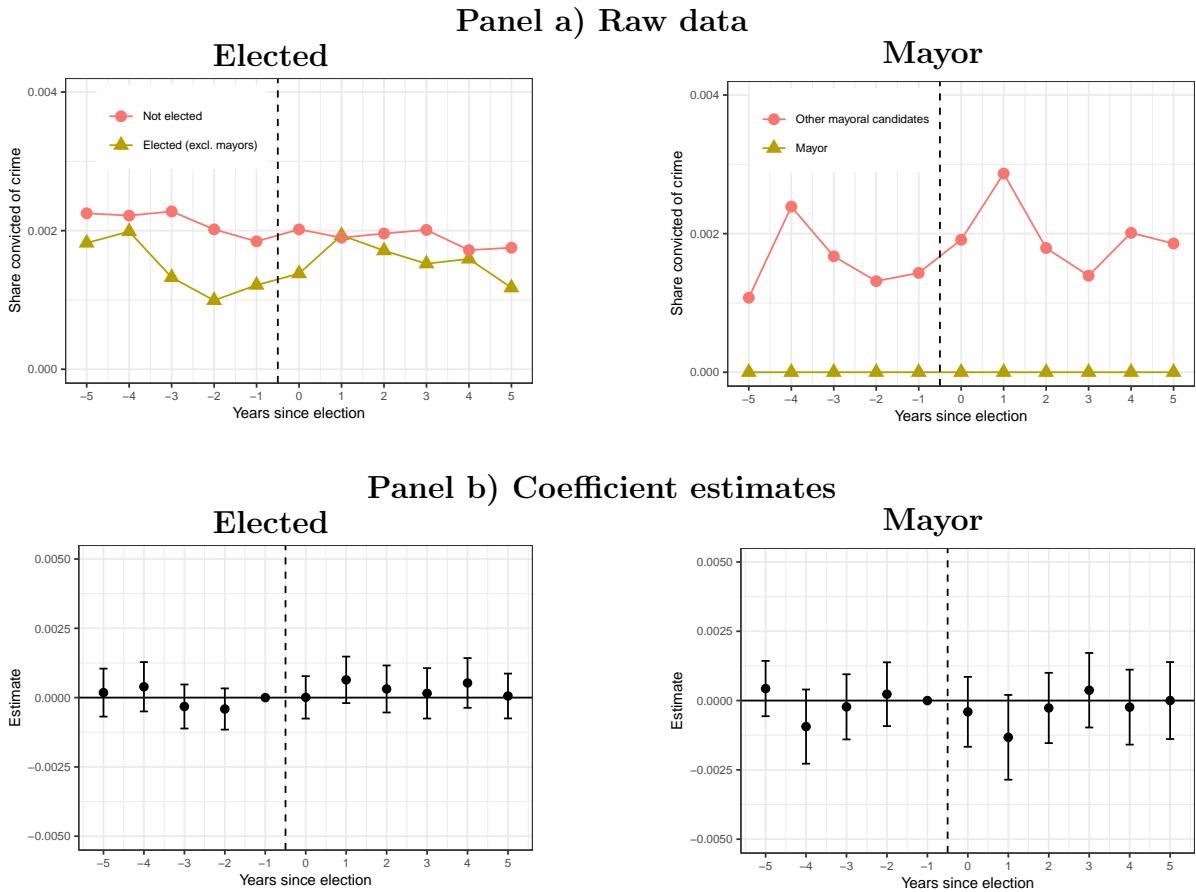 Panel a) Raw data
Elected
Share convicted of crime
0.004
0.002
0.000
Not elected
Elected (excl. mayors)
−5 −4 −3 −2 −1 0 1 2 3 4 5
Years since election
Mayor
Share convicted of crime
0.004
0.002
0.000
Other mayoral candidates
Mayor
−5 −4 −3 −2 −1 0 1 2 3 4 5
Years since election
Panel b) Coefficient estimates
Elected
Estimate
0.0050
0.0025
0.0000
−0.0025
−0.0050
−5 −4 −3 −2 −1 0 1 2 3 4 5
Years since election
Mayor
Estimate
0.0050
0.0025
0.0000
−0.0025
−0.0050
−5 −4 −3 −2 −1 0 1 2 3 4 5
Years since election